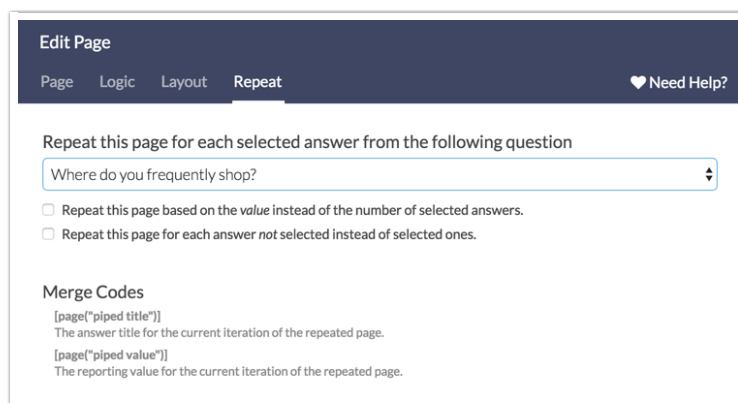 Edit Page
Page Logic Layout Repeat Need Help?
Repeat this page for each selected answer from the following question
Where do you frequently shop?
Repeat this page based on the value instead of the number of selected answers.
Repeat this page for each answer not selected instead of selected ones.
Merge Codes
[page("piped title")]
The answer title for the current iteration of the repeated page.
[page("piped value")]
The reporting value for the current iteration of the repeated page.